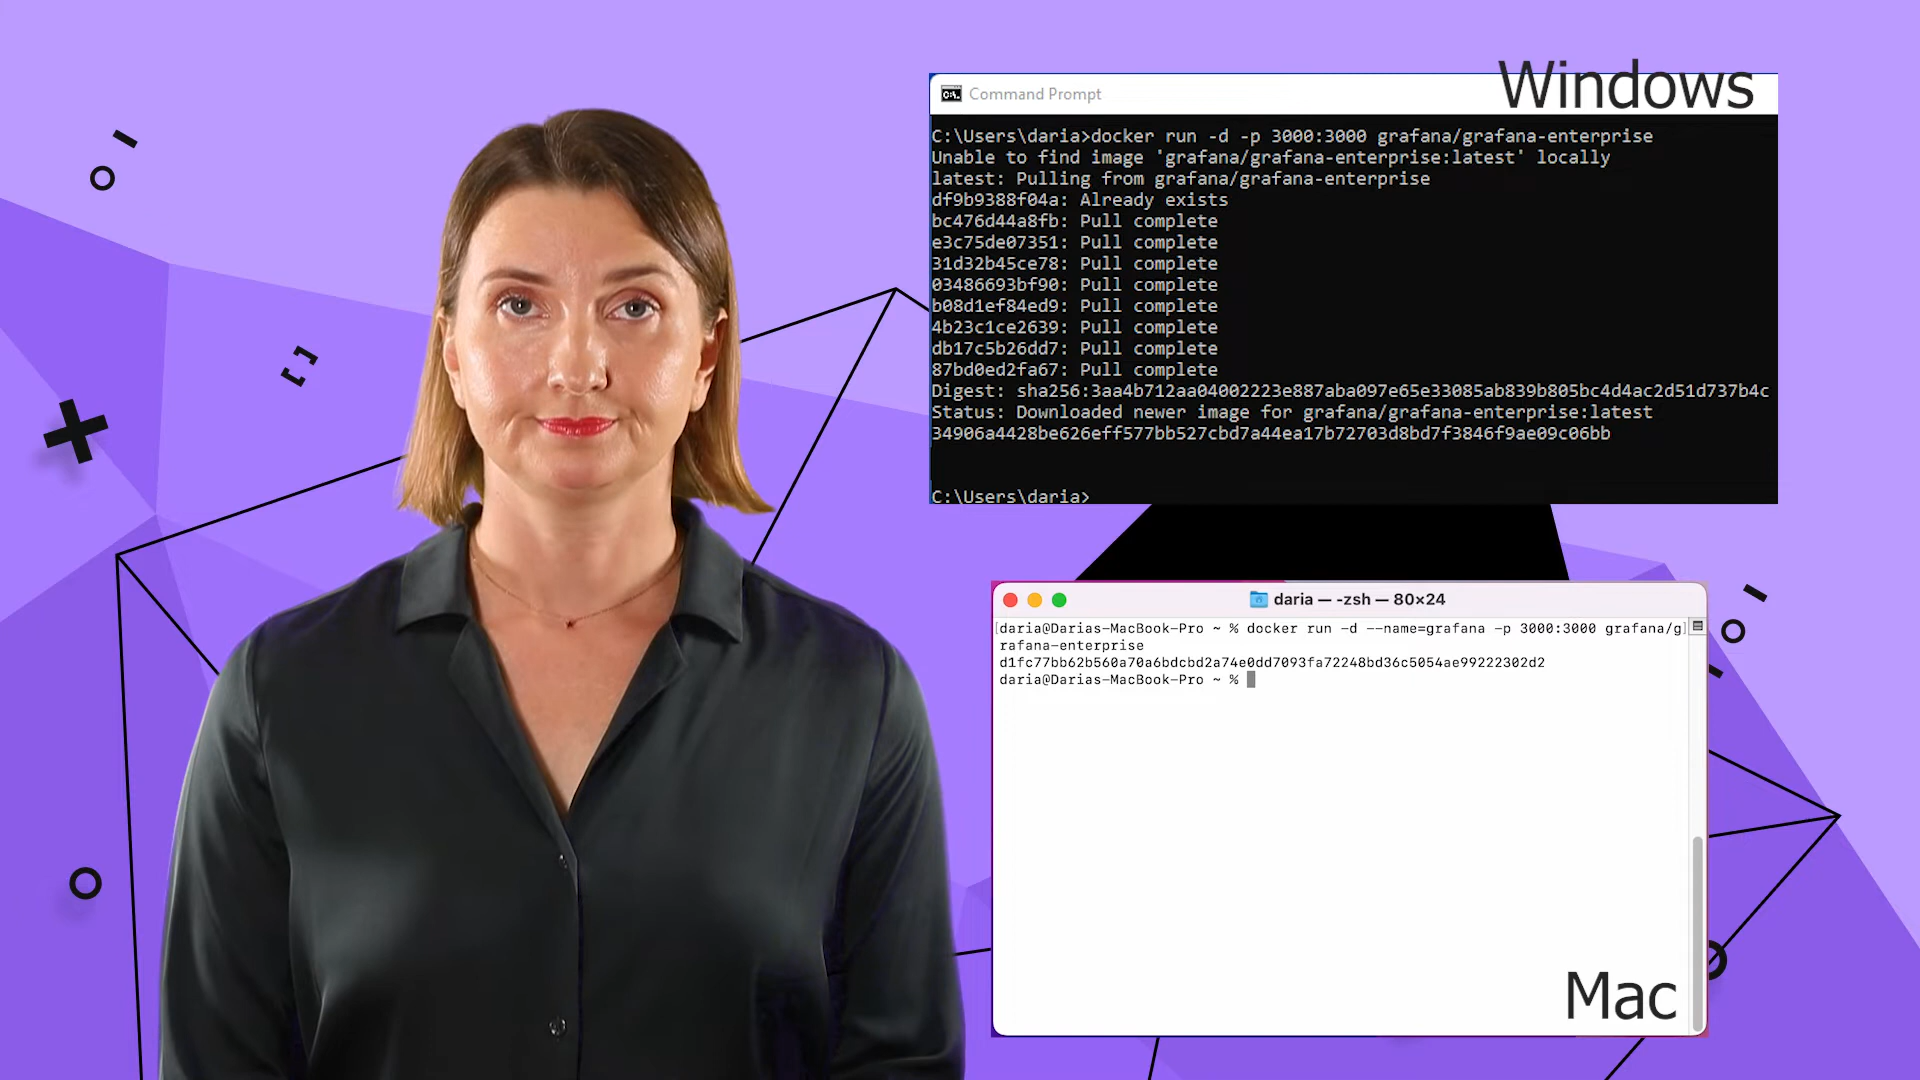 Windows
Command Prompt
C:\Users\daria>docker run -d -p 3000:3000 grafana/grafana-enterprise
Unable to find image 'grafana/grafana-enterprise:latest' locally
latest: Pulling from grafana/grafana-enterprise
df9b9388f04a: Already exists
bc476d44a8fb: Pull complete
e3c75de07351: Pull complete
31d32b45ce78: Pull complete
03486693bf90: Pull complete
b08d1ef84ed9: Pull complete
4b23c1ce2639: Pull complete
db17c5b26dd7: Pull complete
87bd0ed2fa67: Pull complete
Digest: sha256:3aa4b712aa04002223e887aba097e65e33085ab839b805bc4d4ac2d51d737b4c
Status: Downloaded newer image for grafana/grafana-enterprise:latest
34906a4428be626eff577bb527cbd7a44ea17b72703d8bd7f3846f9ae09c06bb
C:\Users\daria>
daria — -zsh — 80×24
[daria@Darias-MacBook-Pro ~ % docker run -d --name=grafana -p 3000:3000 grafana/g]
rafana-enterprise
d1fc77bb62b560a70a6bdcbd2a74e0dd7093fa72248bd36c5054ae99222302d2
daria@Darias-MacBook-Pro ~ %
Mac